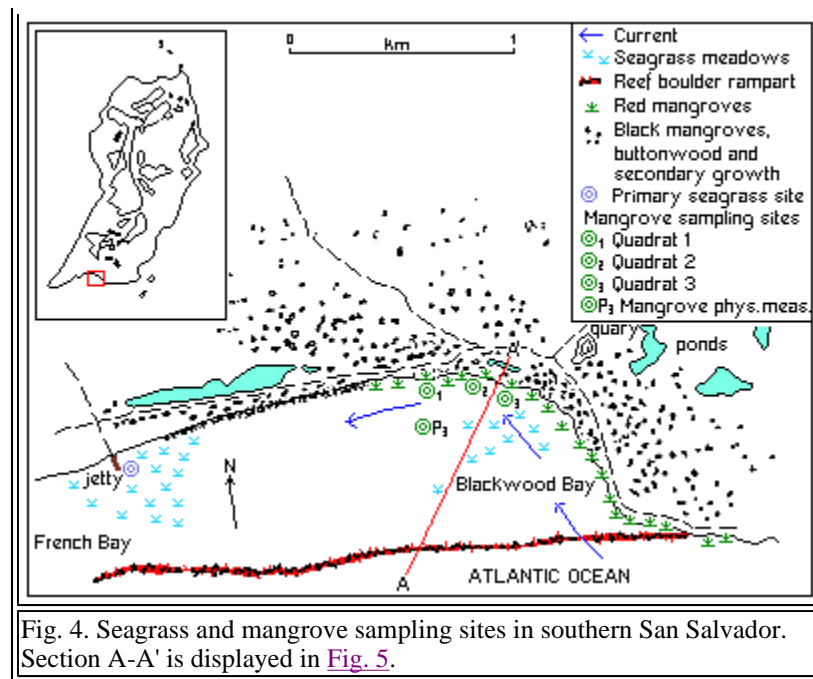 0 1
km
Current
Seagrass meadows
Reef boulder rampart
Red mangroves
Black mangroves,
buttonwood and
secondary growth
Primary seagrass site
Mangrove sampling sites
1 Quadrat 1
2 Quadrat 2
3 Quadrat 3
P3 Mangrove phys.meas.
quary
ponds
A'
1
2
3
P3
jetty
N
Blackwood Bay
French Bay
A
ATLANTIC OCEAN
Fig. 4. Seagrass and mangrove sampling sites in southern San Salvador.
Section A-A' is displayed in Fig. 5.